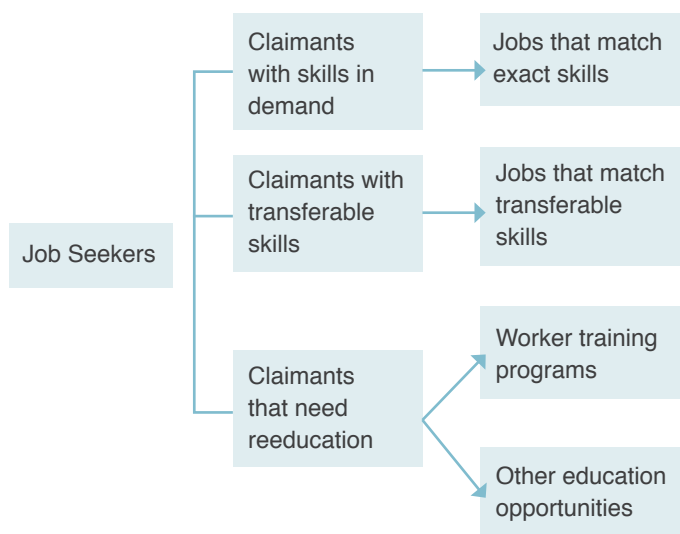 Job Seekers
Claimants
with skills in
demand
Jobs that match
exact skills
Claimants with
transferable
skills
Jobs that match
transferable
skills
Claimants
that need
reeducation
Worker training
programs
Other education
opportunities